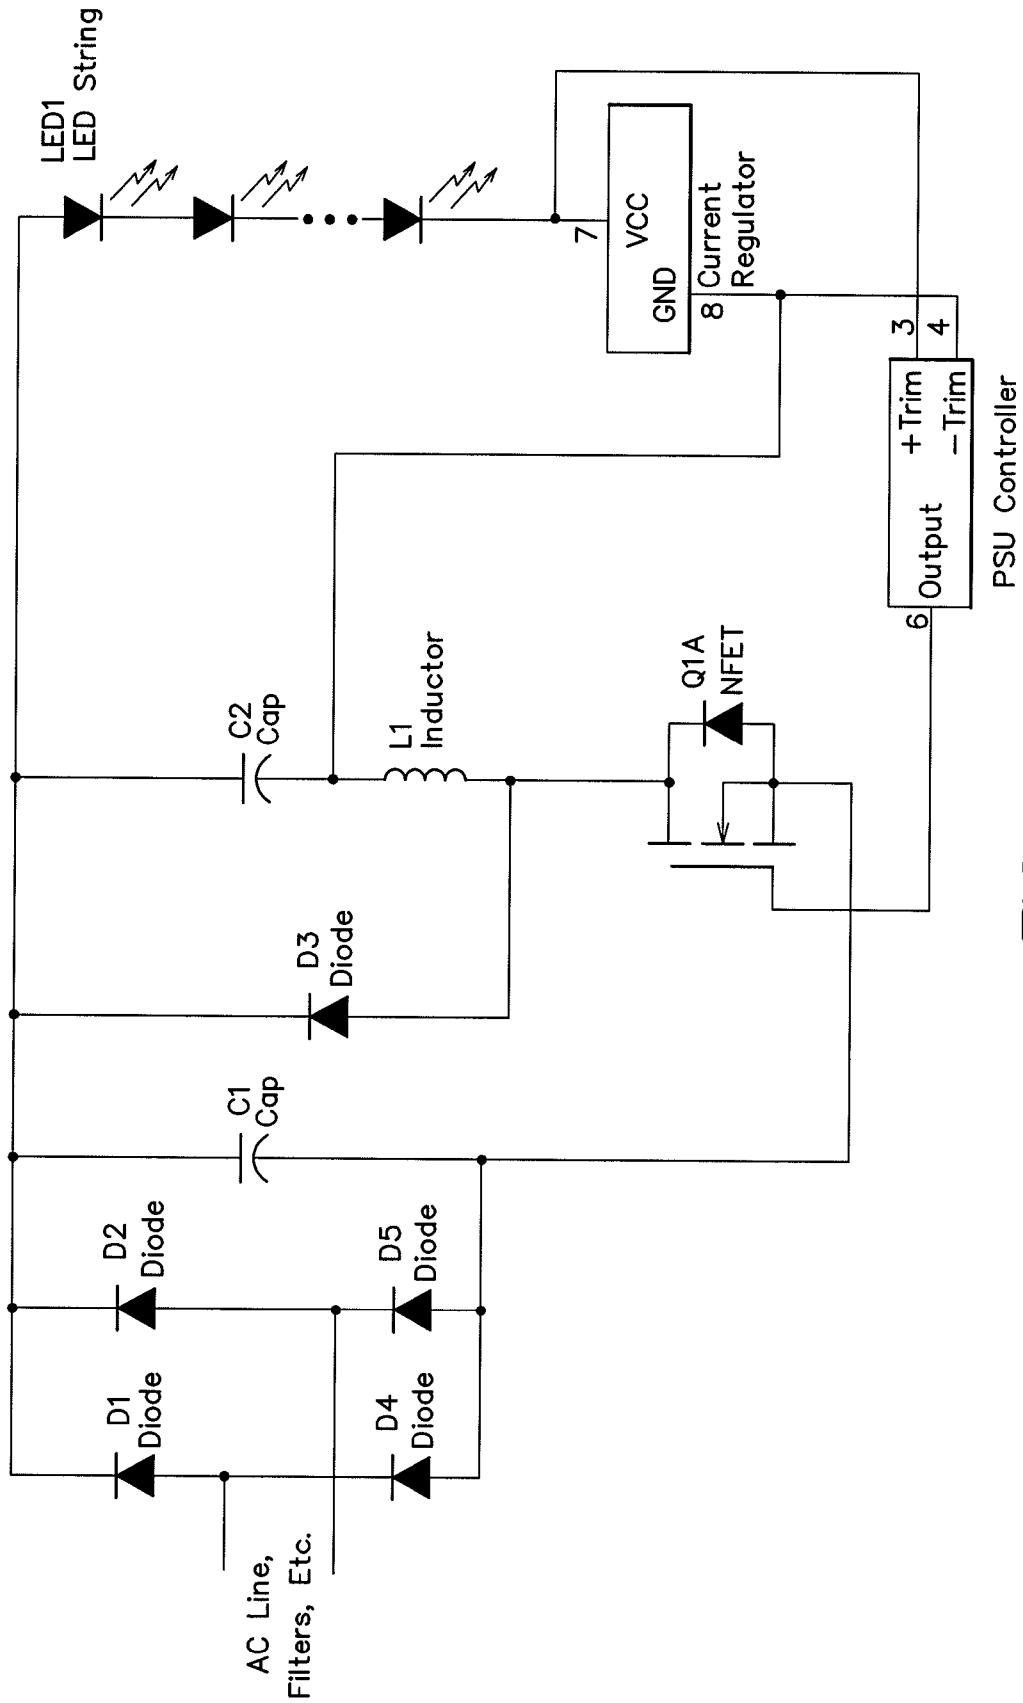 LED1
LED String
C2
Cap
D3
Diode
C1
Cap
D2
Diode
D1
Diode
D5
Diode
D4
Diode
AC Line,
Filters, Etc.
L1
Inductor
Q1A
NFET
7
VCC
GND
8
Current
Regulator
3
4
+Trim
−Trim
Output
6
PSU Controller